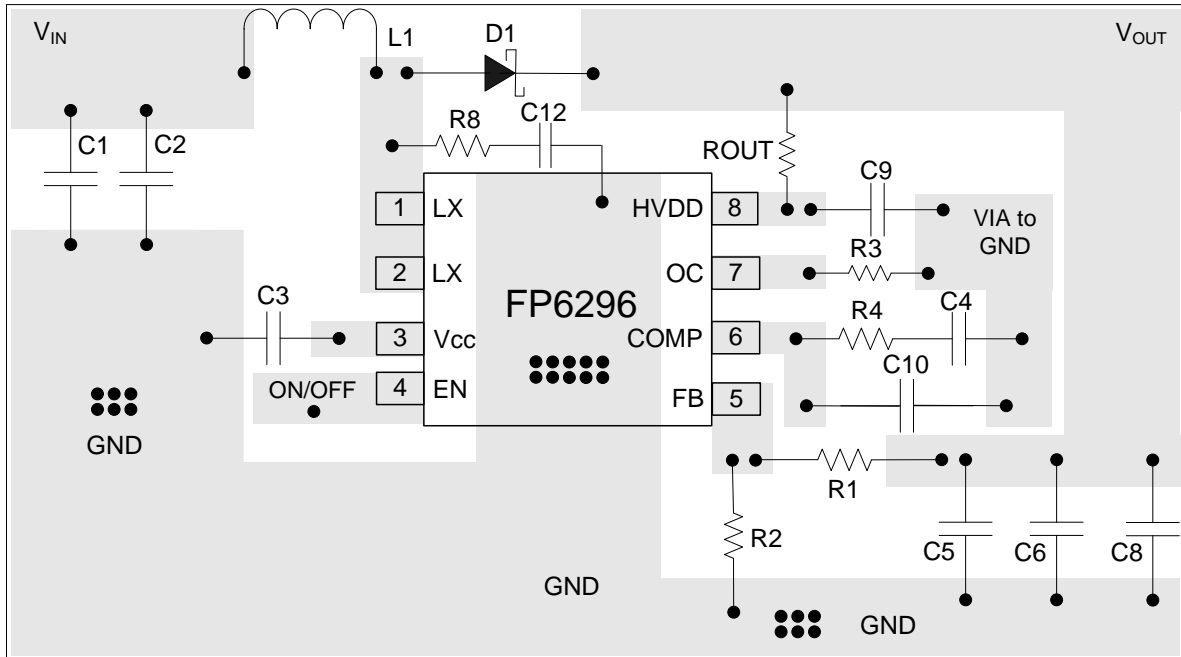 VIN
L1
D1
VOUT
C1
C2
R8
C12
ROUT
C9
1
LX
HVDD
8
VIA to
GND
R3
2
LX
OC
7
C3
FP6296
R4
C4
3
Vcc
COMP
6
C10
ON/OFF
4
EN
FB
5
GND
R1
R2
C5
C6
C8
GND
GND